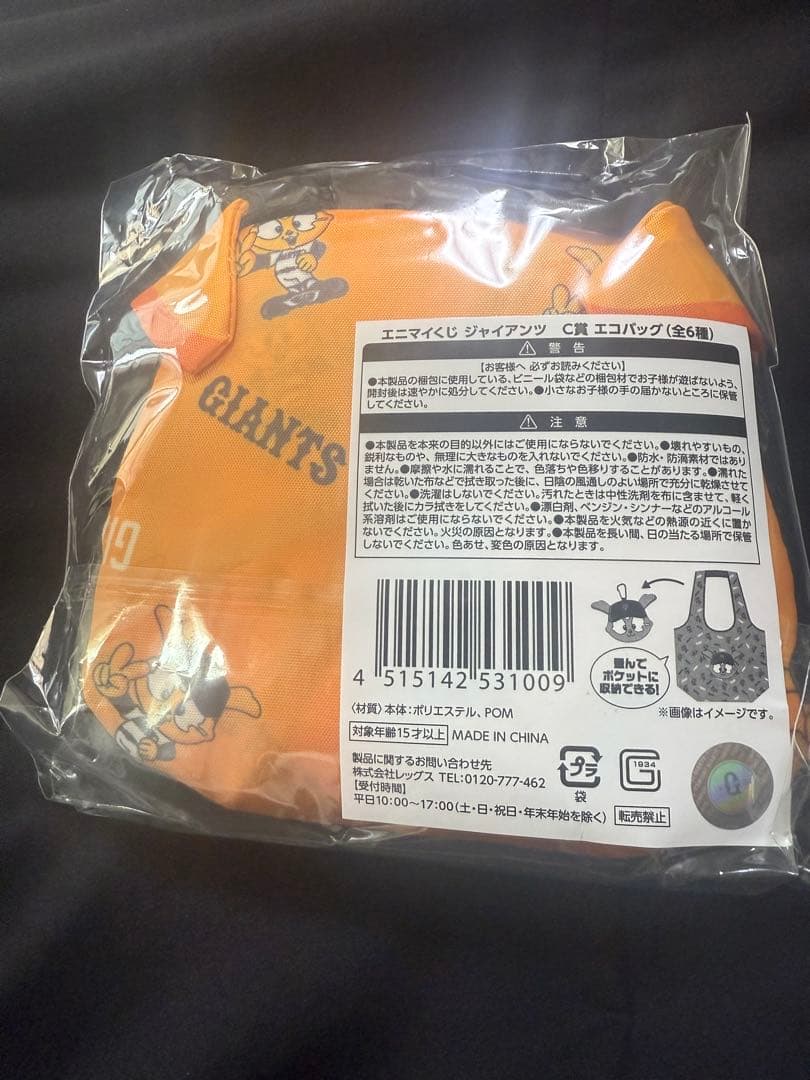 GIANTS
エニマイくじ ジャイアンツ　C賞 エコバッグ(全6種)
警告
【お客様へ 必ずお読みください】
●本製品の梱包に使用している、ビニール袋などの梱包材でお子様が遊ばないよう、
開封後は速やかに処分してください。●小さなお子様の手の届かないところに保管
してください。
注意
●本製品を本来の目的以外にはご使用にならないでください。●壊れやすいもの、
鋭利なものや、無理に大きなものを入れないでください。●防水・防滴素材ではあり
ません。●摩擦や水に濡れることで、色落ちや色移りすることがあります。●濡れた
場合は乾いた布などで拭き取った後に、日陰の風通しのよい場所で充分に乾燥させ
てください。●洗濯はしないでください。汚れたときは中性洗剤を布に含ませて、軽く
拭いた後にカラ拭きをしてください。●漂白剤、ベンジン・シンナーなどのアルコール
系溶剤はご使用にならないでください。●本製品を火気などの熱源の近くに置か
ないでください。火災の原因となります。●本製品を長い間、日の当たる場所で保管
しないでください。色あせ、変色の原因となります。
4 515142 531009
畳んで
ポケットに
収納できる!
※画像はイメージです。
〈材質〉本体:ポリエステル、POM
対象年齢15才以上 MADE IN CHINA
製品に関するお問い合わせ先
株式会社レッグス TEL:0120-777-462
【受付時間】
平日10:00〜17:00(土・日・祝日・年末年始を除く)
プラ
袋
1934
G
転売禁止
G